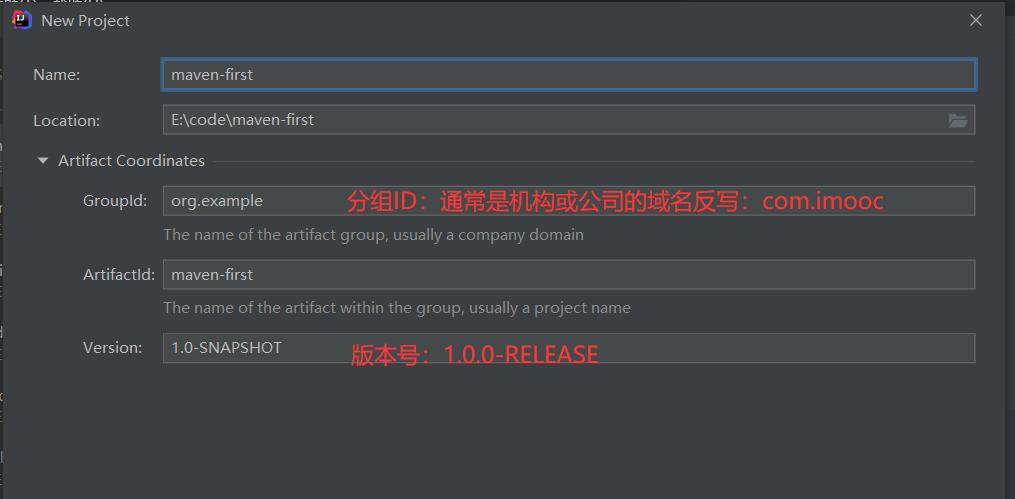 New Project
Name: maven-first
Location: E:\code\maven-first
Artifact Coordinates
GroupId: org.example 分组ID：通常是机构或公司的域名反写：com.imooc
The name of the artifact group, usually a company domain
ArtifactId: maven-first
The name of the artifact within the group, usually a project name
Version: 1.0-SNAPSHOT 版本号：1.0.0-RELEASE